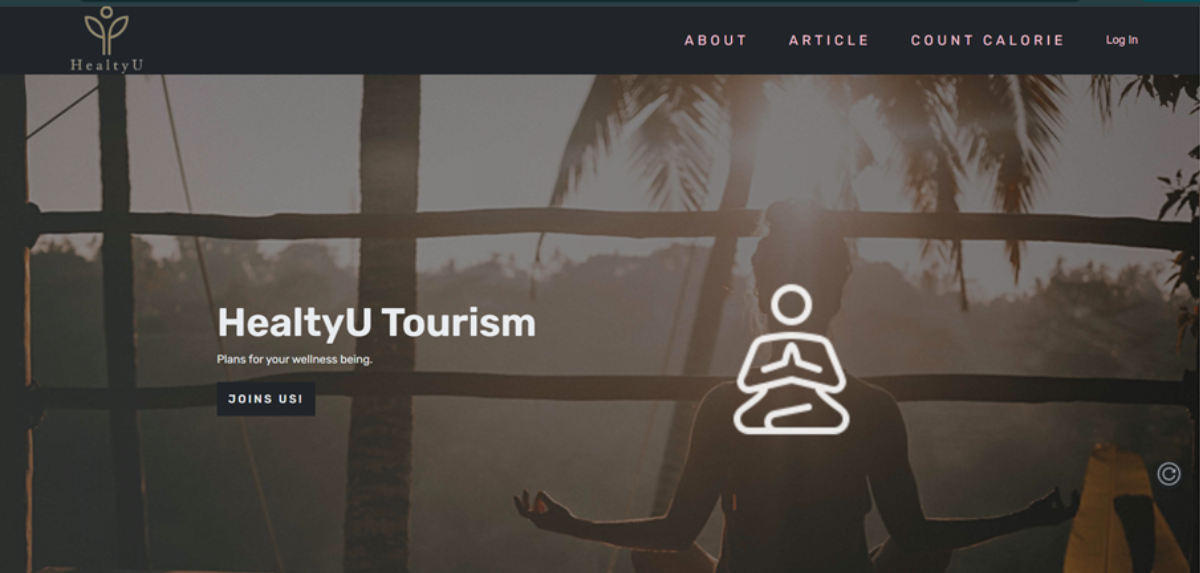 HealtyU
ABOUT ARTICLE COUNT CALORIE Log In
HealtyU Tourism
Plans for your wellness being.
JOINS US!